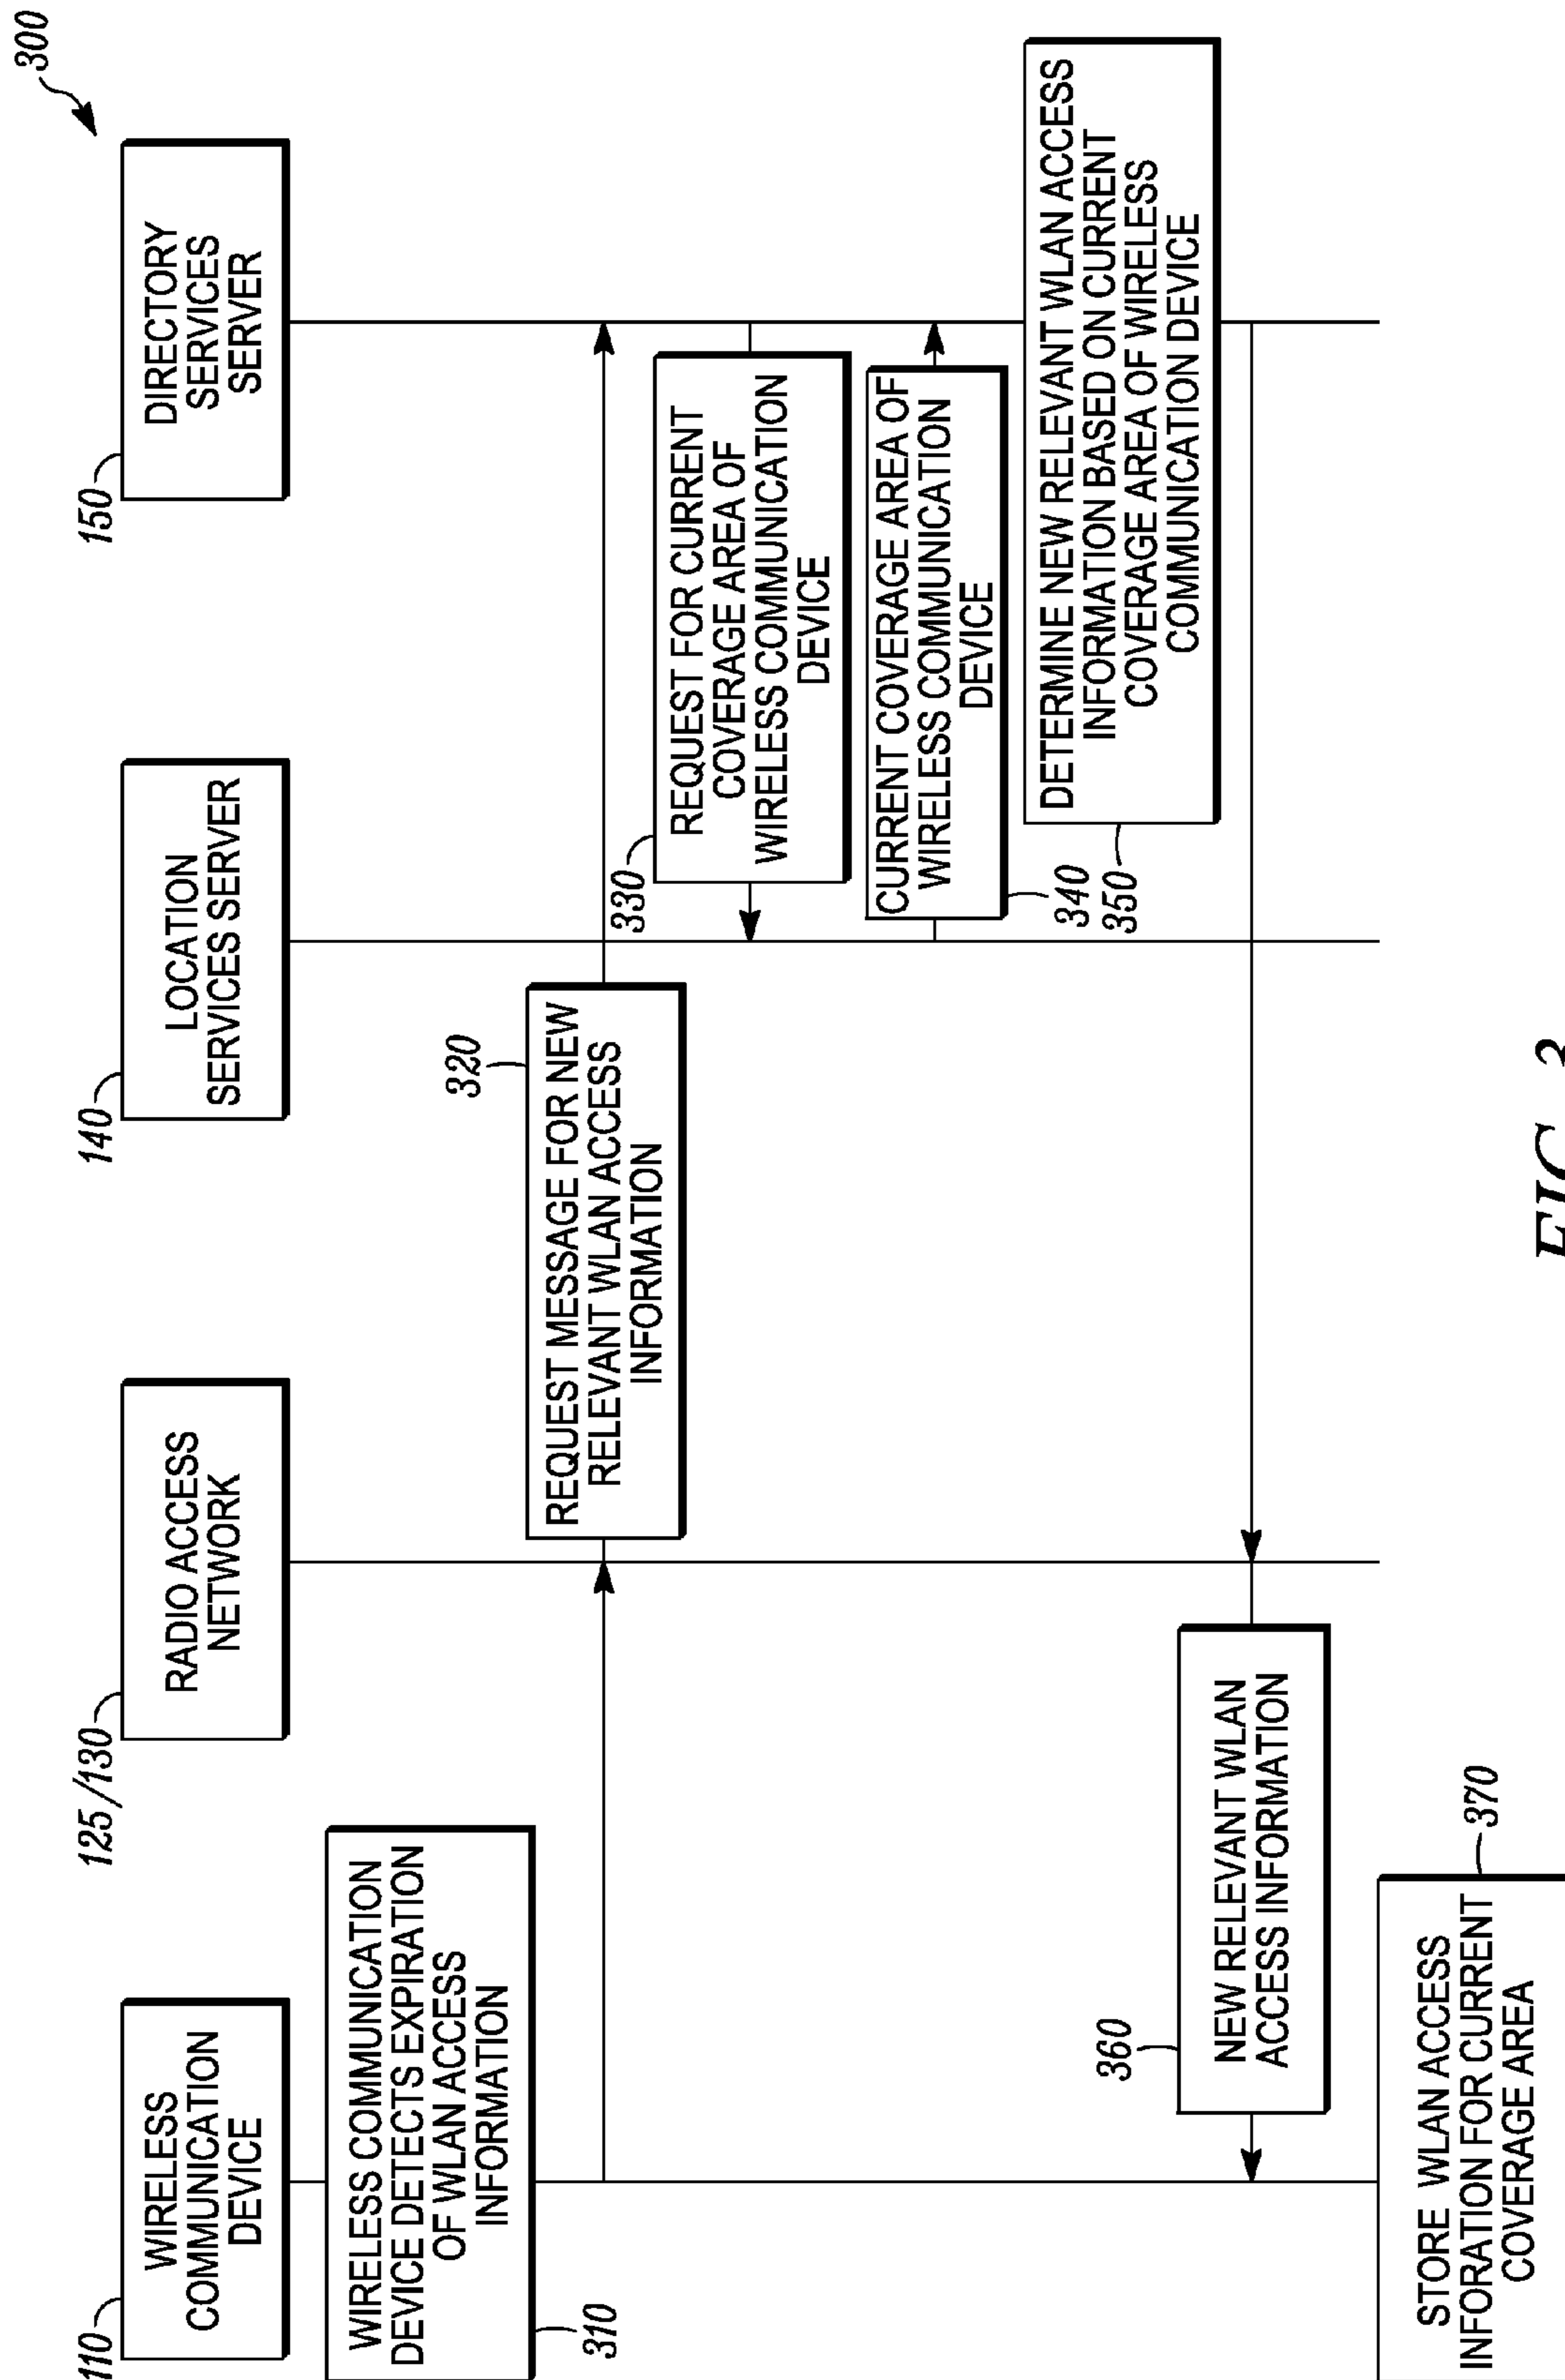 300
110
WIRELESS
COMMUNICATION
DEVICE
125/130
RADIO ACCESS
NETWORK
140
LOCATION
SERVICES SERVER
150
DIRECTORY
SERVICES
SERVER
WIRELESS COMMUNICATION
DEVICE DETECTS EXPIRATION
OF WLAN ACCESS
INFORMATION
310
320
REQUEST MESSAGE FOR NEW
RELEVANT WLAN ACCESS
INFORMATION
330
REQUEST FOR CURRENT
COVERAGE AREA OF
WIRELESS COMMUNICATION
DEVICE
CURRENT COVERAGE AREA OF
WIRELESS COMMUNICATION
DEVICE
340
DETERMINE NEW RELEVANT WLAN ACCESS
INFORMATION BASED ON CURRENT
COVERAGE AREA OF WIRELESS
COMMUNICATION DEVICE
350
360
NEW RELEVANT WLAN
ACCESS INFORMATION
STORE WLAN ACCESS
INFORATION FOR CURRENT
COVERAGE AREA
370
FIG.